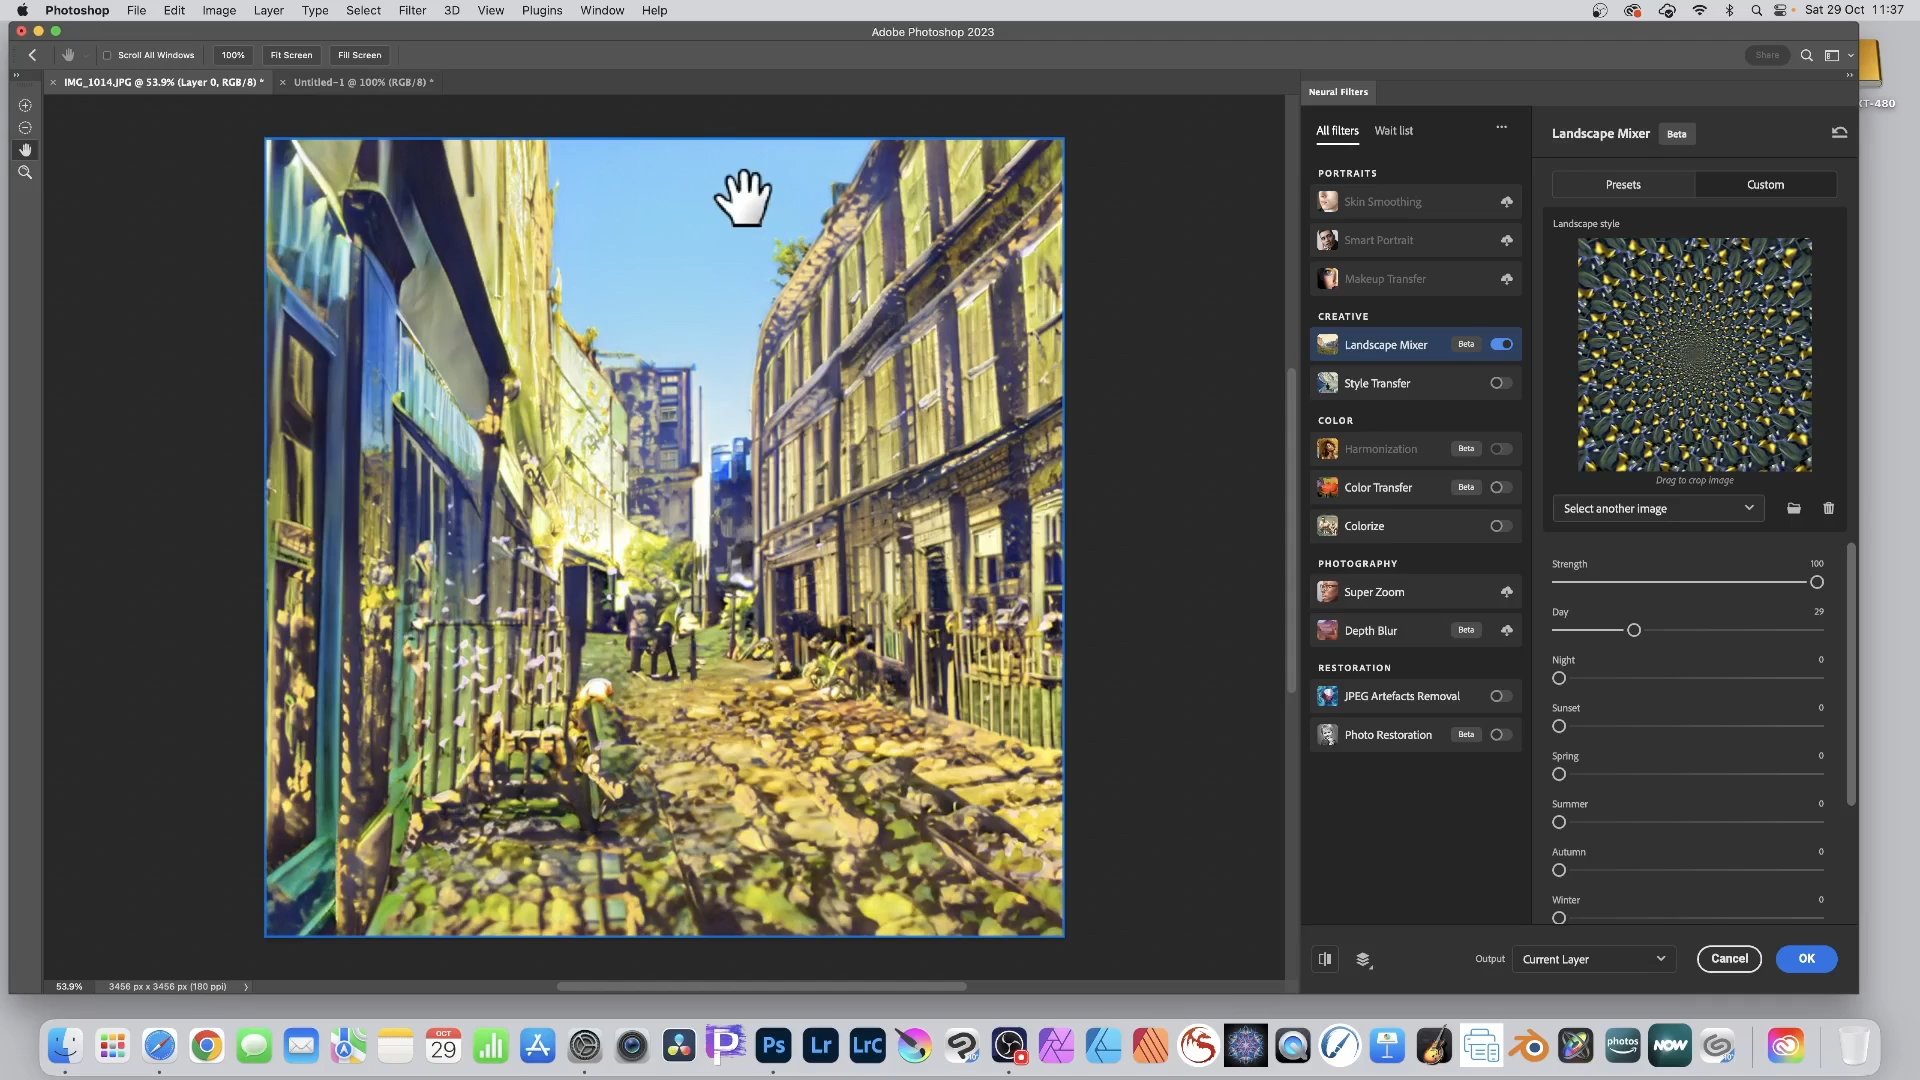 Photoshop File Edit Image Layer Type Select Filter 3D View Plugins Window Help Sat 29 Oct 11:37
Adobe Photoshop 2023
Scroll All Windows 100% Fit Screen Fill Screen Share
IMG_1014.JPG @ 53.9% (Layer 0, RGB/8) * Untitled-1 @ 100% (RGB/8) *
Neural Filters
XT-480
All filters Wait list
Landscape Mixer Beta
PORTRAITS
Skin Smoothing
Smart Portrait
Makeup Transfer
CREATIVE
Landscape Mixer Beta
Style Transfer
COLOR
Harmonization Beta
Color Transfer Beta
Colorize
PHOTOGRAPHY
Super Zoom
Depth Blur Beta
RESTORATION
JPEG Artefacts Removal
Photo Restoration Beta
Presets Custom
Landscape style
Drag to crop image
Select another image
Strength 100
Day 29
Night 0
Sunset 0
Spring 0
Summer 0
Autumn 0
Winter 0
Output Current Layer Cancel OK
53.9% 3456 px x 3456 px (180 ppi)
OCT
29
Ps Lr LrC
photos
NOW